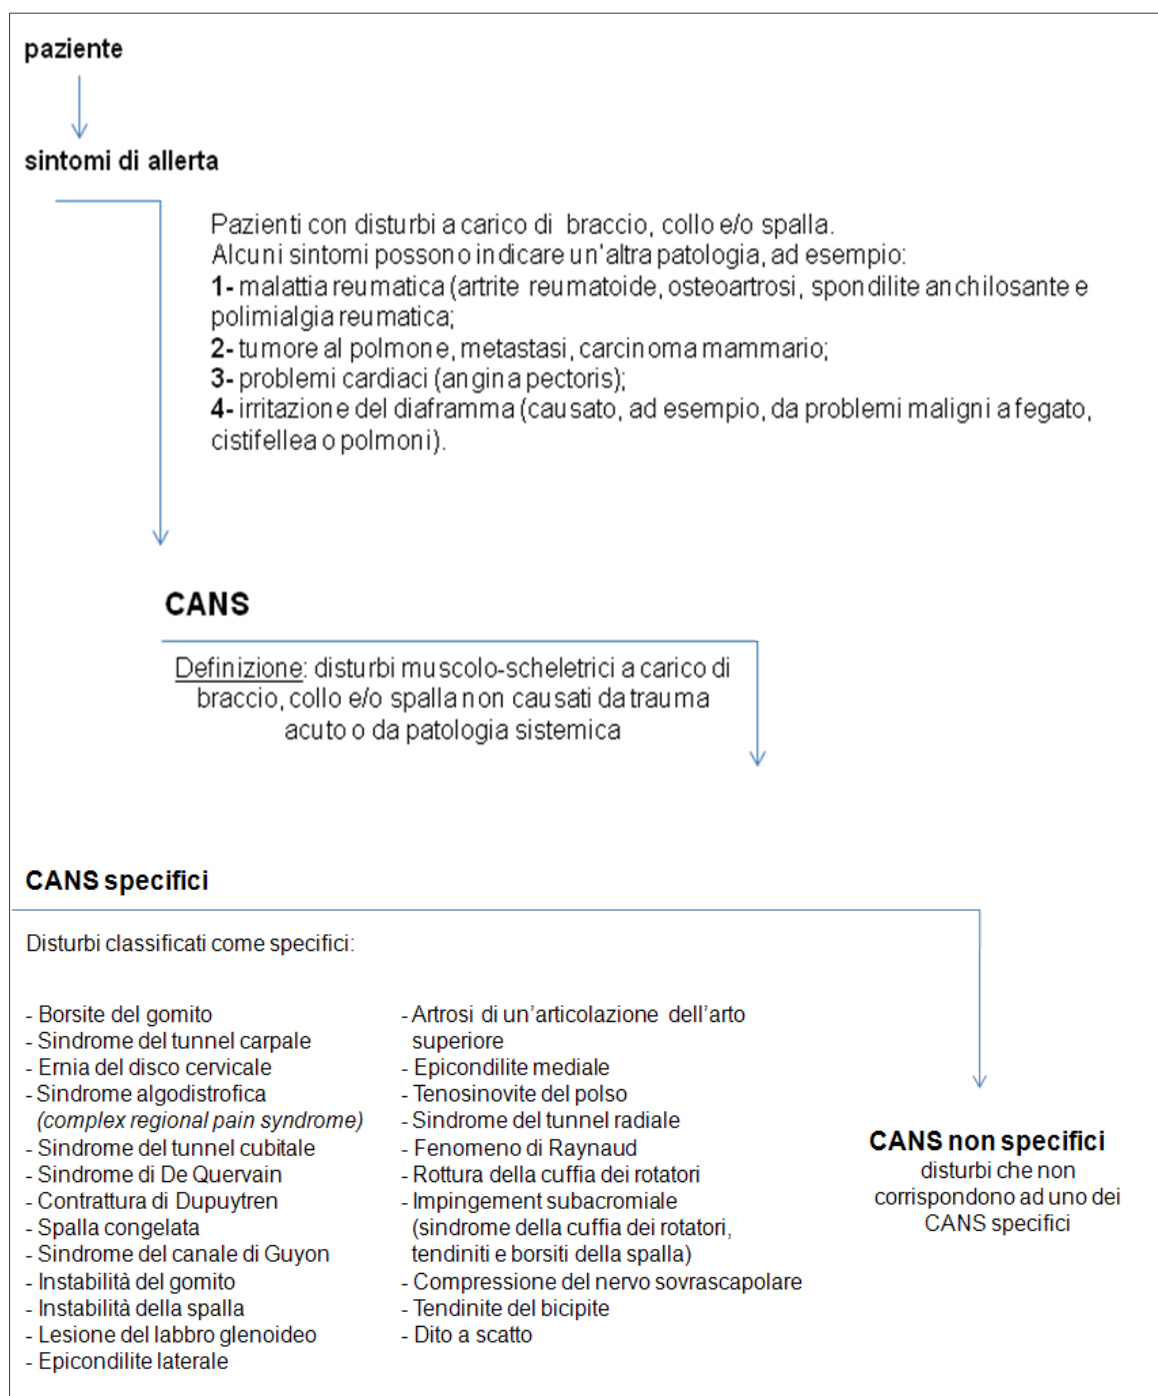 paziente
sintomi di allerta
Pazienti con disturbi a carico di braccio, collo e/o spalla.
Alcuni sintomi possono indicare un'altra patologia, ad esempio:
1- malattia reumatica (artrite reumatoide, osteoartrosi, spondilite anchilosante e
polimialgia reumatica;
2- tumore al polmone, metastasi, carcinoma mammario;
3- problemi cardiaci (angina pectoris);
4- irritazione del diaframma (causato, ad esempio, da problemi maligni a fegato,
cistifellea o polmoni).
CANS
Definizione: disturbi muscolo-scheletrici a carico di
braccio, collo e/o spalla non causati da trauma
acuto o da patologia sistemica
CANS specifici
Disturbi classificati come specifici:
- Borsite del gomito
- Sindrome del tunnel carpale
- Ernia del disco cervicale
- Sindrome algodistrofica
(complex regional pain syndrome)
- Sindrome del tunnel cubitale
- Sindrome di De Quervain
- Contrattura di Dupuytren
- Spalla congelata
- Sindrome del canale di Guyon
- Instabilità del gomito
- Instabilità della spalla
- Lesione del labbro glenoideo
- Epicondilite laterale
- Artrosi di un'articolazione dell'arto
superiore
- Epicondilite mediale
- Tenosinovite del polso
- Sindrome del tunnel radiale
- Fenomeno di Raynaud
- Rottura della cuffia dei rotatori
- Impingement subacromiale
(sindrome della cuffia dei rotatori,
tendiniti e borsiti della spalla)
- Compressione del nervo sovrascapolare
- Tendinite del bicipite
- Dito a scatto
CANS non specifici
disturbi che non
corrispondono ad uno dei
CANS specifici